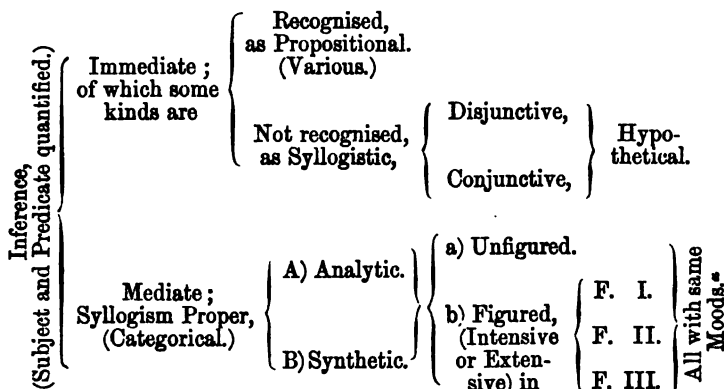 Inference,
(Subject and Predicate quantified.)
Immediate ;
of which some
kinds are
Recognised,
as Propositional.
(Various.)
Not recognised,
as Syllogistic,
Disjunctive,
Conjunctive,
Hypo-
thetical.
Mediate ;
Syllogism Proper,
(Categorical.)
A) Analytic.
B) Synthetic.
a) Unfigured.
b) Figured,
(Intensive
or Exten-
sive) in
F. I.
F. II.
F. III.
All with same
Moods.*